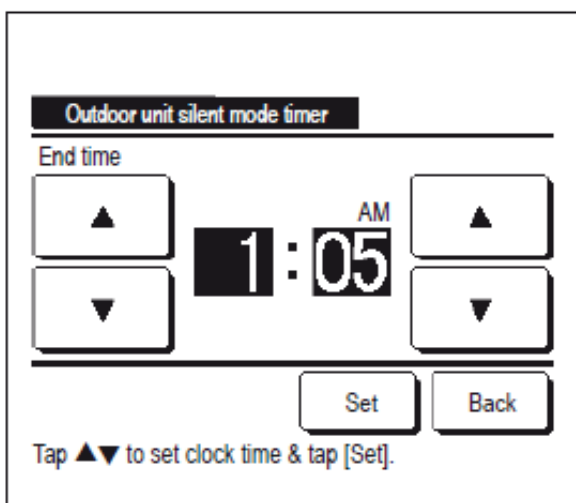 Outdoor unit silent mode timer
End time
▲ AM ▲
1 : 05
▼ ▼
Set Back
Tap ▲▼ to set clock time & tap [Set].